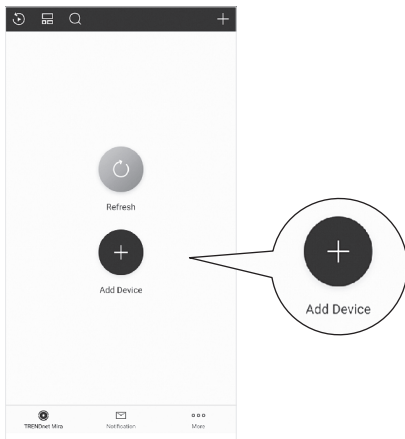 Refresh
Add Device
Add Device
TRENDnet Mira
Notification
More